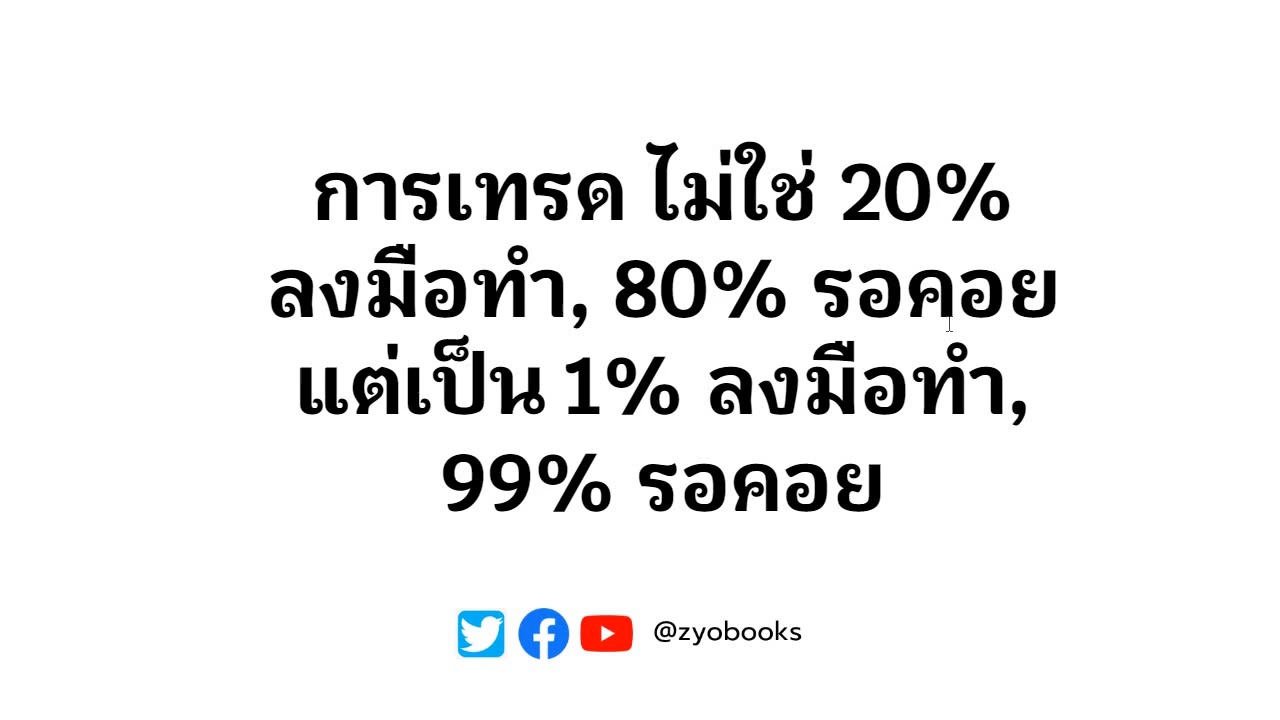 การเทรด ไม่ใช่ 20%
ลงมือทำ, 80% รอคอย
แต่เป็น 1% ลงมือทำ,
99% รอคอย
@zyobooks